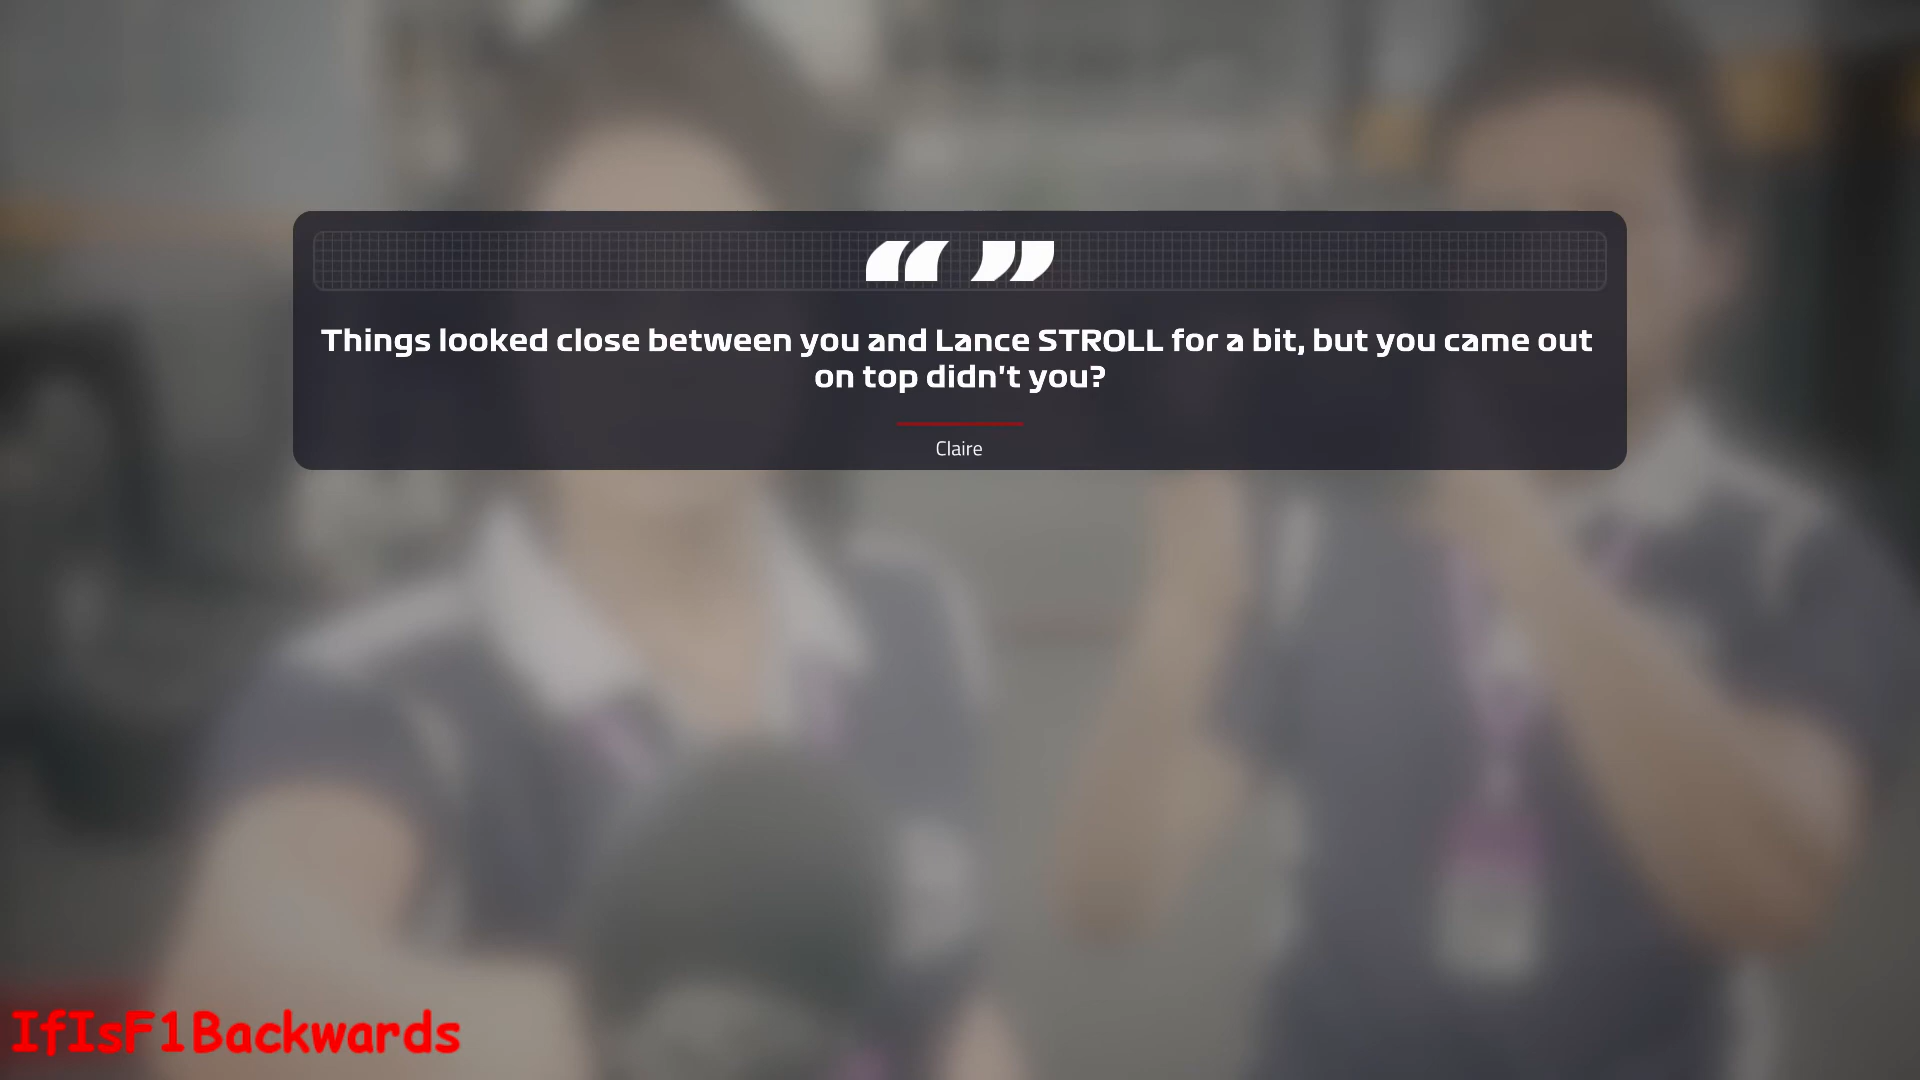 Things looked close between you and Lance STROLL for a bit, but you came out
on top didn't you?
Claire
IfIsF1Backwards